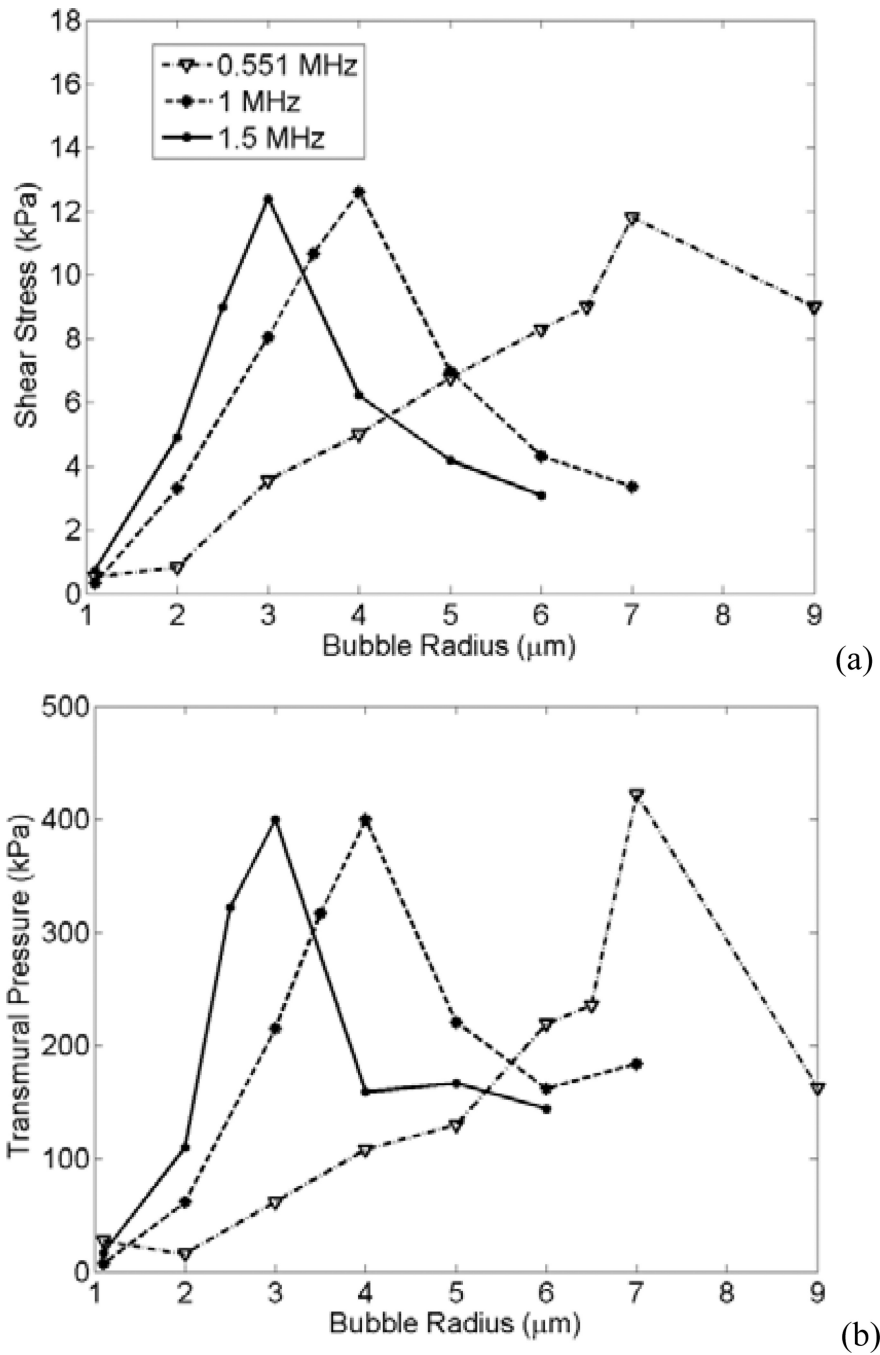 18
16
14
12
10
8
6
4
2
0
Shear Stress (kPa)
0.551 MHz
1 MHz
1.5 MHz
1 2 3 4 5 6 7 8 9
Bubble Radius (μm)
(a)
500
400
300
200
100
0
Transmural Pressure (kPa)
1 2 3 4 5 6 7 8 9
Bubble Radius (μm)
(b)